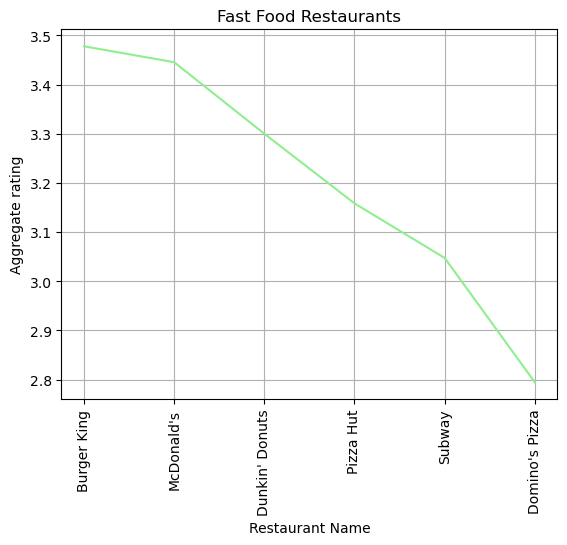 Fast Food Restaurants
3.5
3.4
3.3
3.2
3.1
3.0
2.9
2.8
Aggregate rating
Burger King
McDonald's
Dunkin' Donuts
Pizza Hut
Subway
Domino's Pizza
Restaurant Name